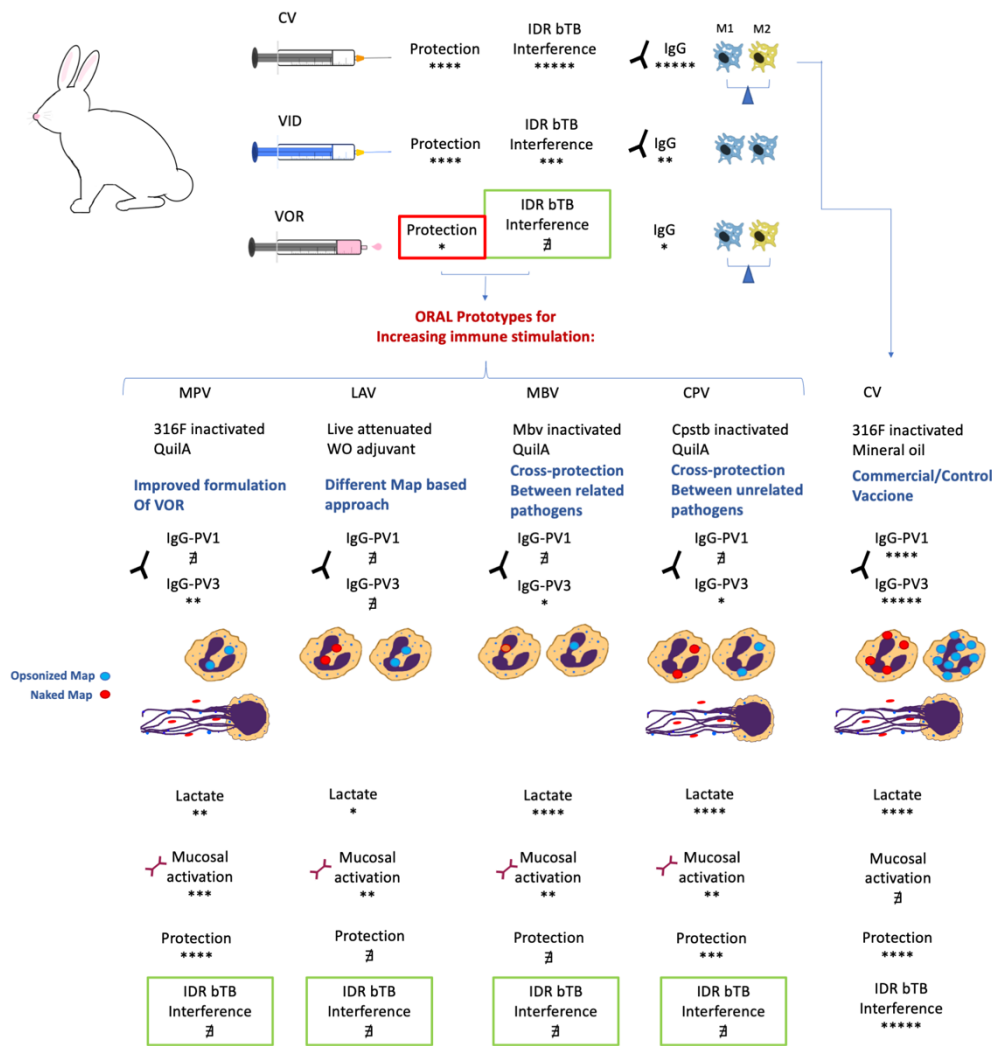 CV
Protection
****
IDR bTB
Interference
*****
IgG
*****
M1 M2
VID
Protection
****
IDR bTB
Interference
***
IgG
**
VOR
Protection
*
IDR bTB
Interference
∄
IgG
*
ORAL Prototypes for
Increasing immune stimulation:
MPV
316F inactivated
QuilA
Improved formulation
Of VOR
IgG-PV1
∄
IgG-PV3
**
LAV
Live attenuated
WO adjuvant
Different Map based
approach
IgG-PV1
∄
IgG-PV3
∄
MBV
Mbv inactivated
QuilA
Cross-protection
Between related
pathogens
IgG-PV1
∄
IgG-PV3
*
CPV
Cpstb inactivated
QuilA
Cross-protection
Between unrelated
pathogens
IgG-PV1
∄
IgG-PV3
*
CV
316F inactivated
Mineral oil
Commercial/Control
Vaccione
IgG-PV1
****
IgG-PV3
*****
Opsonized Map
Naked Map
Lactate
**
Lactate
*
Lactate
****
Lactate
****
Lactate
****
Mucosal
activation
***
Mucosal
activation
**
Mucosal
activation
**
Mucosal
activation
**
Mucosal
activation
∄
Protection
****
Protection
∄
Protection
∄
Protection
***
Protection
****
IDR bTB
Interference
∄
IDR bTB
Interference
∄
IDR bTB
Interference
∄
IDR bTB
Interference
∄
IDR bTB
Interference
*****